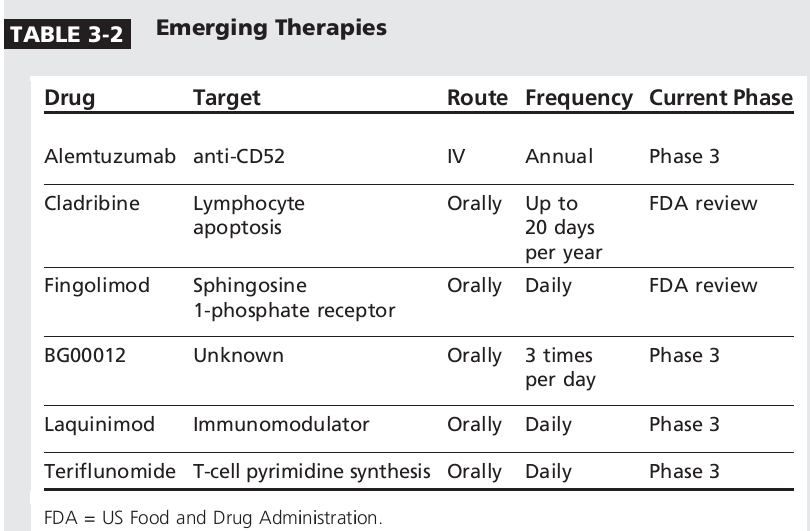 TABLE 3-2 Emerging Therapies
Drug Target Route Frequency Current Phase
Alemtuzumab anti-CD52 IV Annual Phase 3
Cladribine Lymphocyte Orally Up to FDA review
apoptosis 20 days
per year
Fingolimod Sphingosine Orally Daily FDA review
1-phosphate receptor
BG00012 Unknown Orally 3 times Phase 3
per day
Laquinimod Immunomodulator Orally Daily Phase 3
Teriflunomide T-cell pyrimidine synthesis Orally Daily Phase 3
FDA = US Food and Drug Administration.